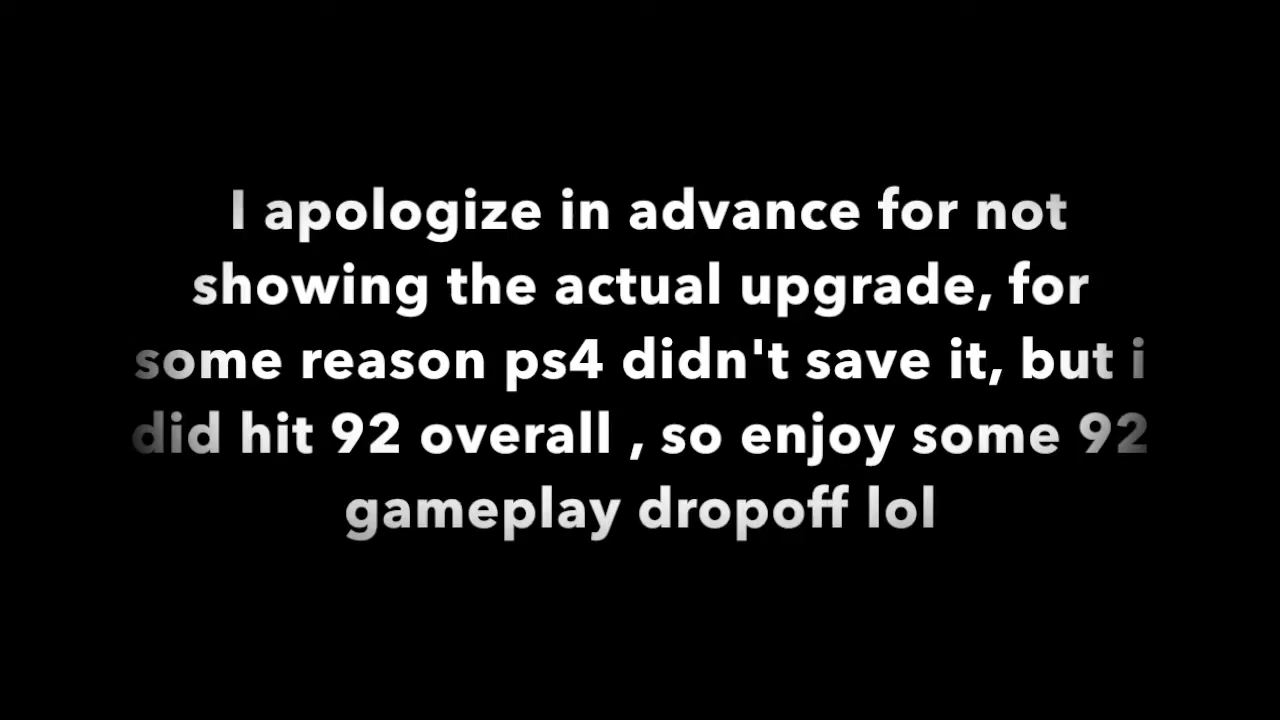 I apologize in advance for not
showing the actual upgrade, for
some reason ps4 didn't save it, but i
did hit 92 overall , so enjoy some 92
gameplay dropoff lol